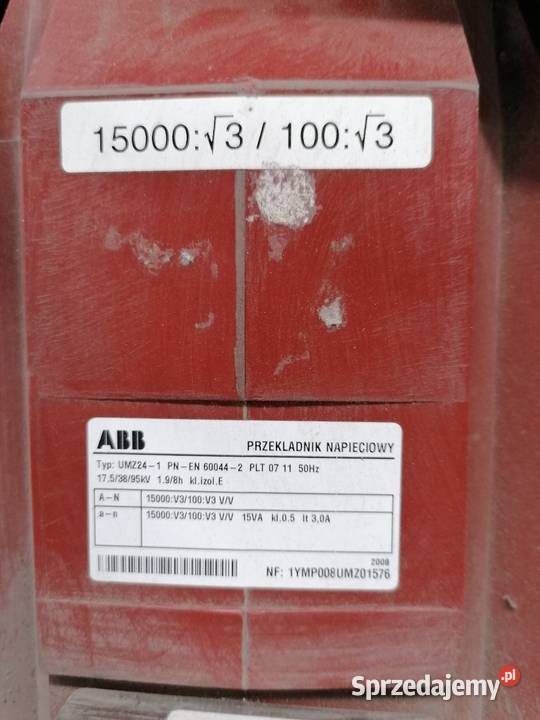 15000:√3 / 100:√3
ABB
PRZEKLADNIK NAPIECIOWY
Typ: UMZ24-1 PN-EN 60044-2 PLT 07 11 50Hz
17.5/38/95kV 1.9/8h kl.izol.E
A-N 15000:V3/100:V3 V/V
a-n 15000:V3/100:V3 V/V 15VA kl.0.5 It 3,0A
2008
NF: 1YMP008UMZ01576
Sprzedajemy.pl